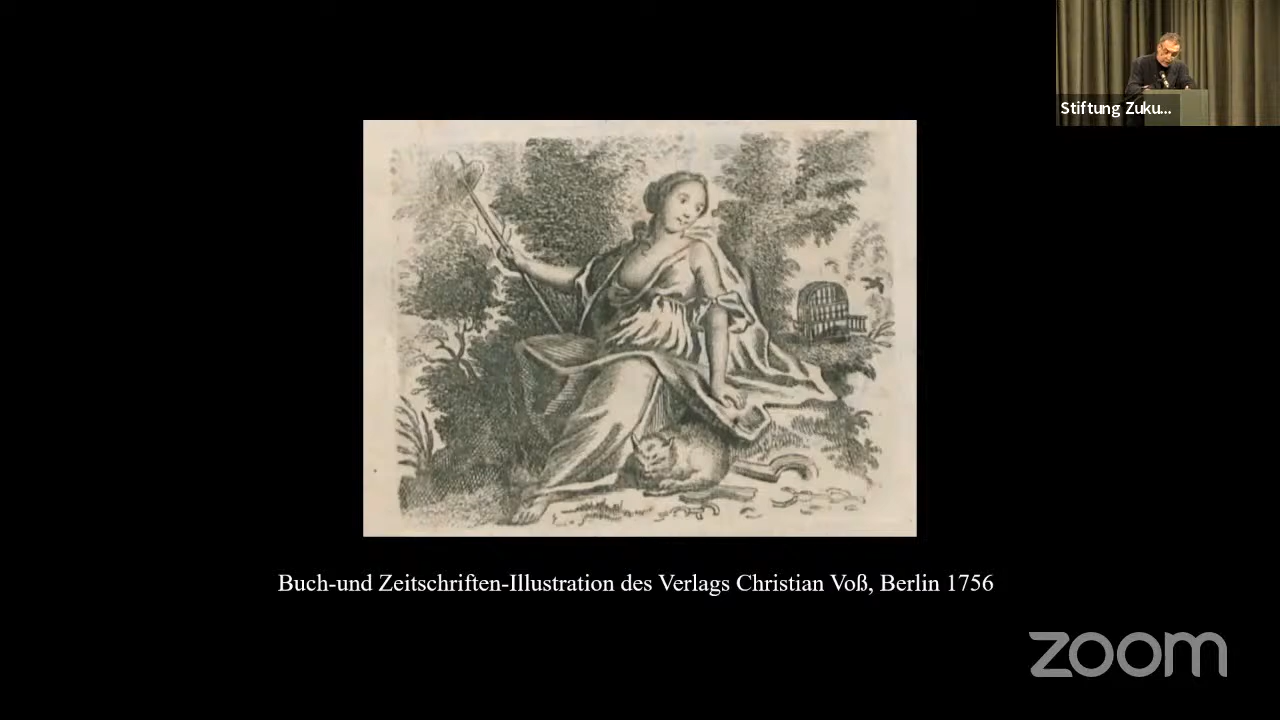 Stiftung Zuku...
Buch-und Zeitschriften-Illustration des Verlags Christian Voß, Berlin 1756
zoom